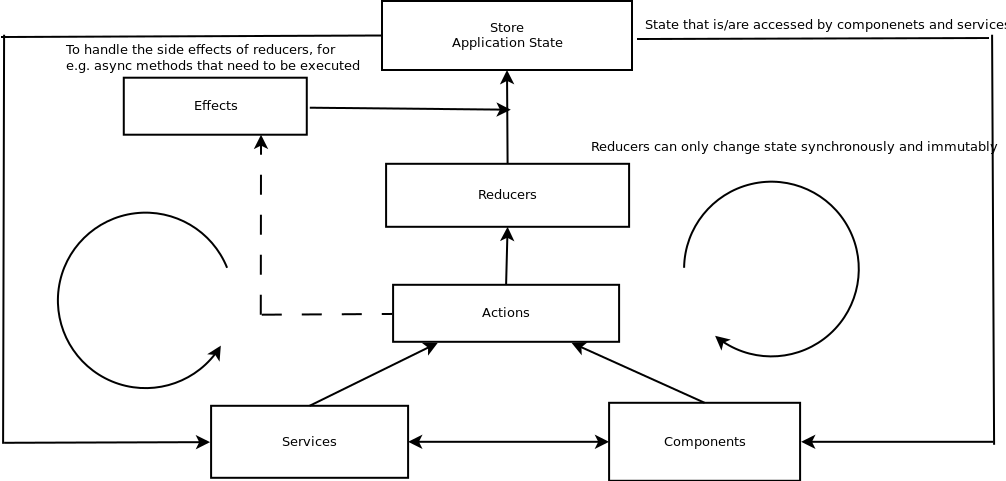 Store
Application State
State that is/are accessed by componenets and services
To handle the side effects of reducers, for
e.g. async methods that need to be executed
Effects
Reducers can only change state synchronously and immutably
Reducers
Actions
Services
Components